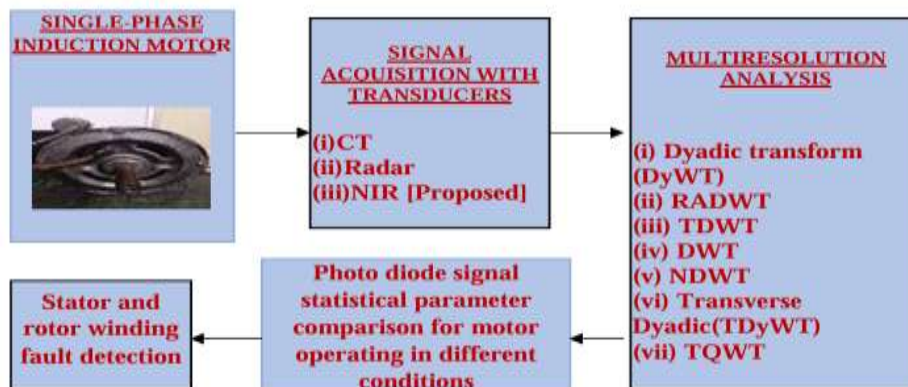 SINGLE-PHASE
INDUCTION MOTOR
SIGNAL
ACQUISITION WITH
TRANSDUCERS
(i)CT
(ii)Radar
(iii)NIR [Proposed]
MULTIRESOLUTION
ANALYSIS
(i) Dyadic transform
(DyWT)
(ii) RADWT
(iii) TDWT
(iv) DWT
(v) NDWT
(vi) Transverse
Dyadic(TDyWT)
(vii) TQWT
Photo diode signal
statistical parameter
comparison for motor
operating in different
conditions
Stator and
rotor winding
fault detection